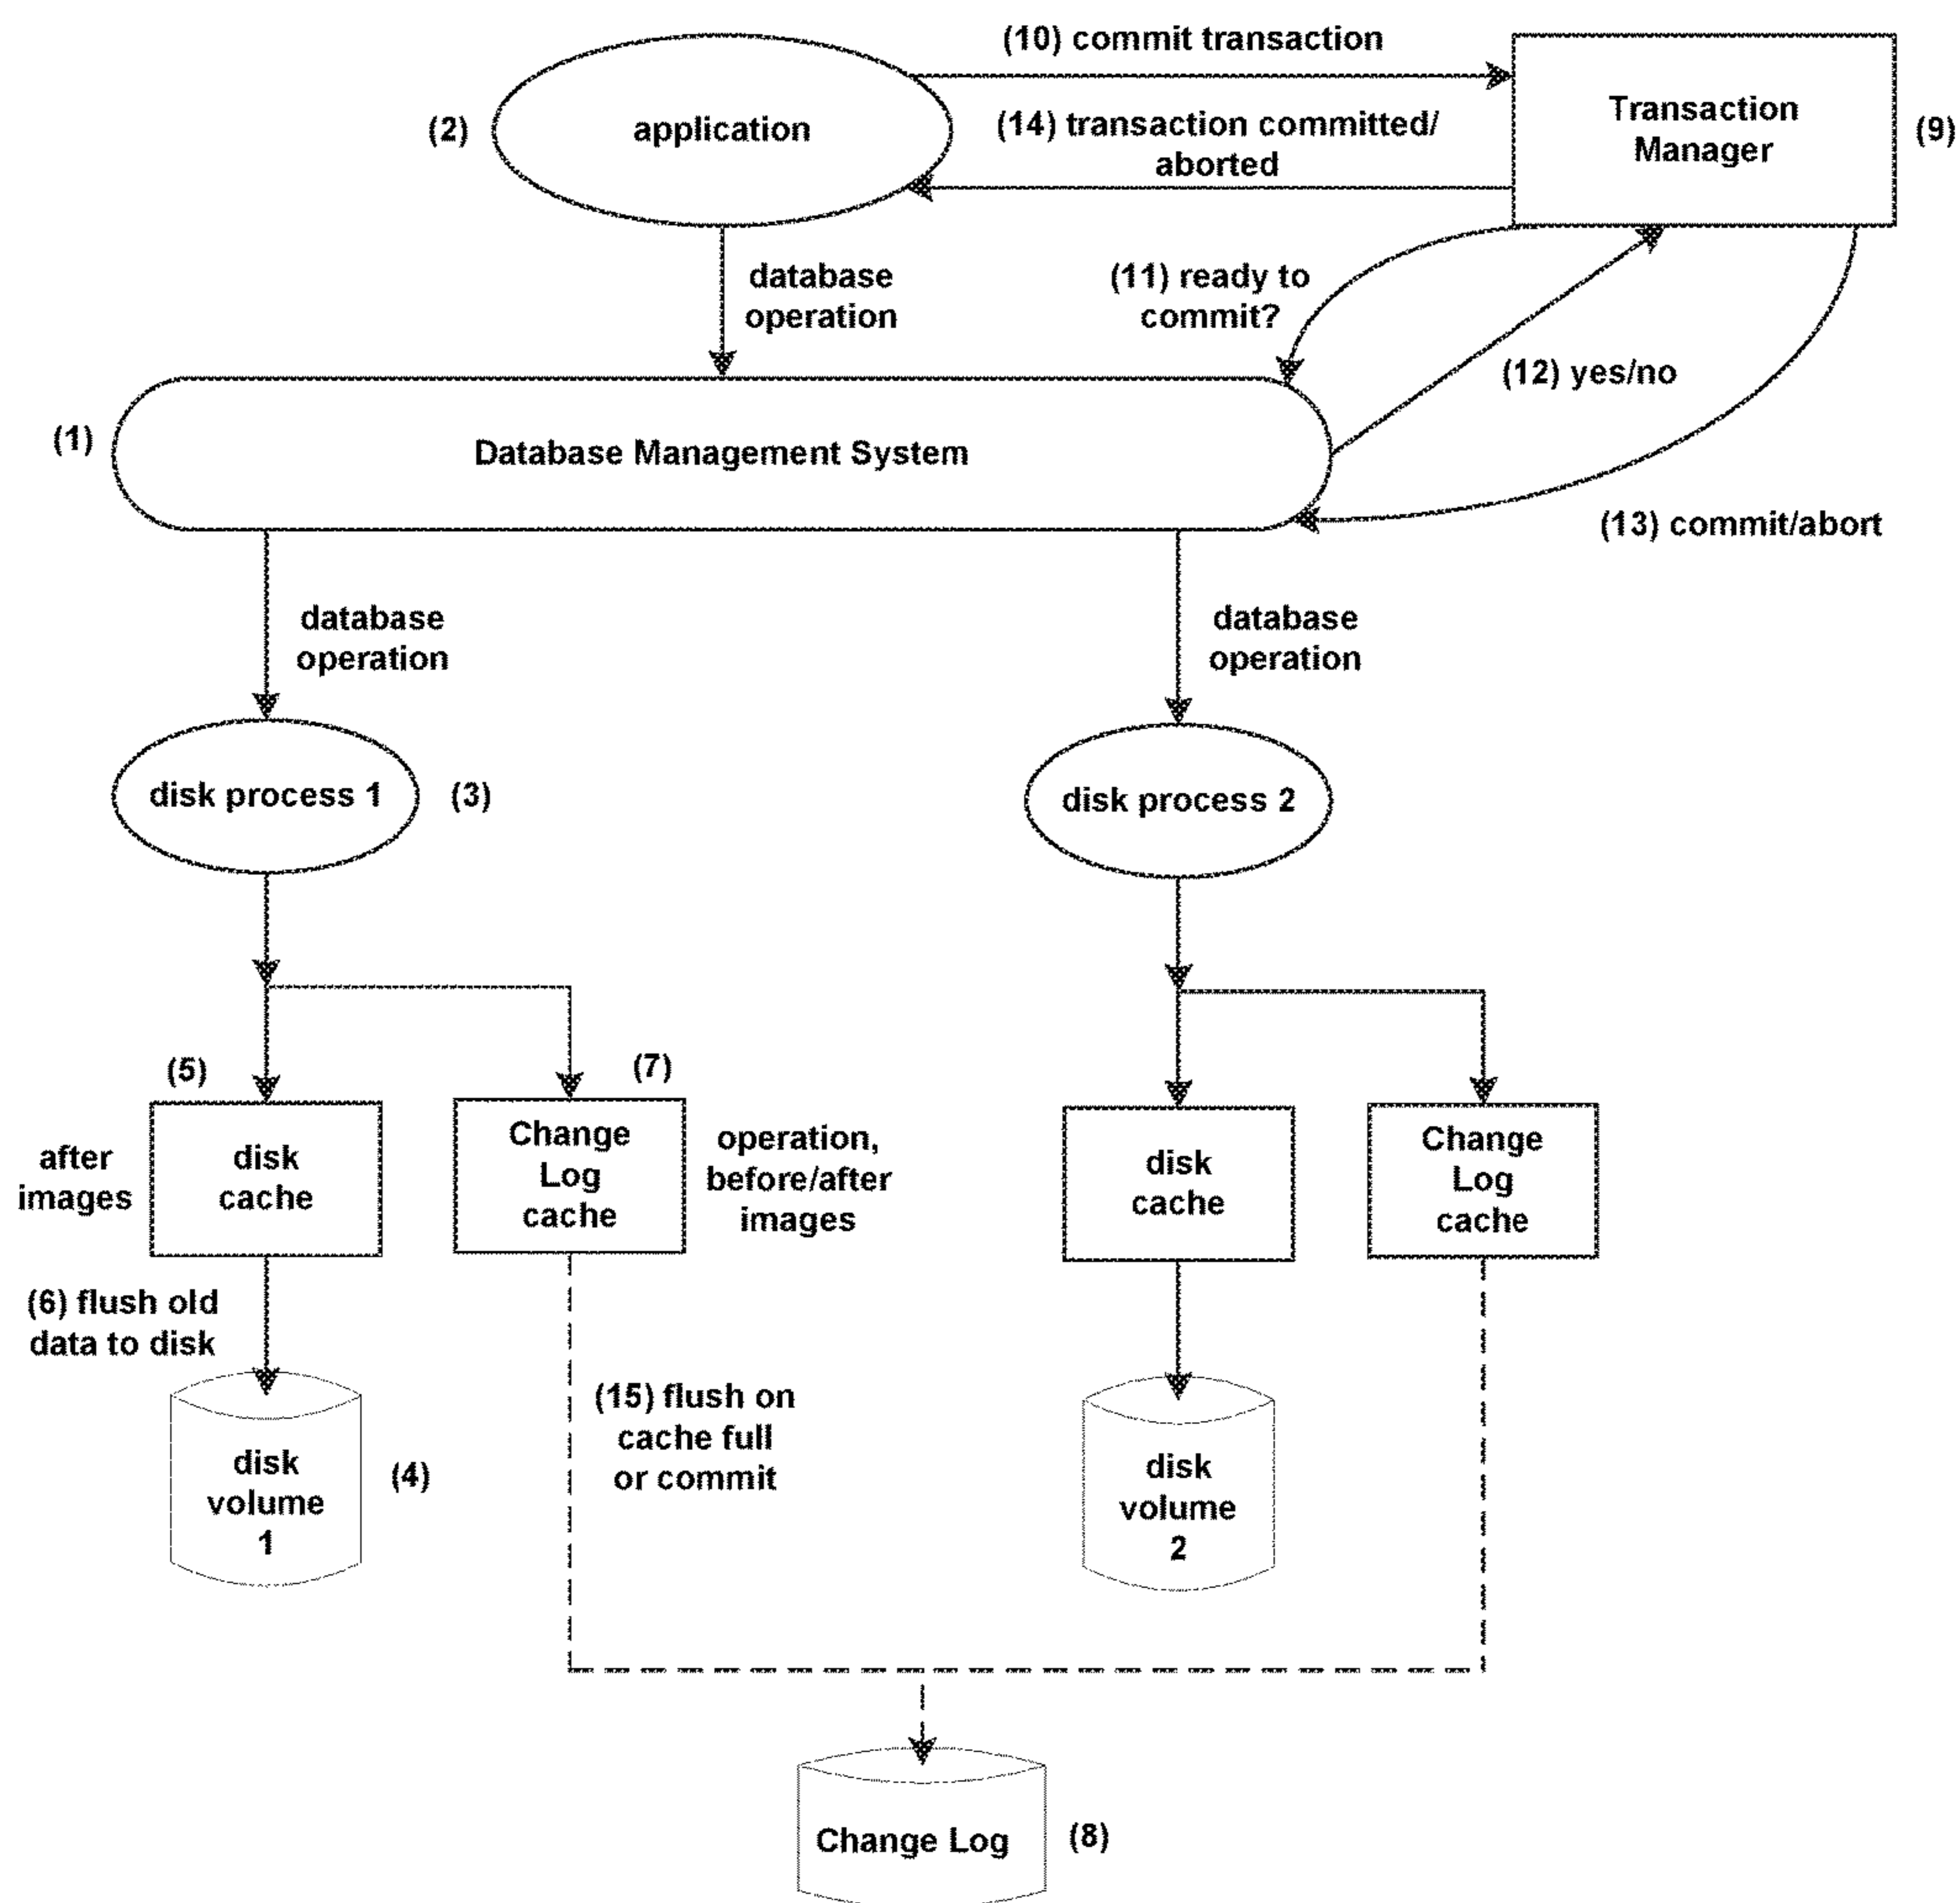 (10) commit transaction
(2)
application
(14) transaction committed/
aborted
Transaction
Manager
(9)
database
operation
(11) ready to
commit?
(12) yes/no
(1)
Database Management System
(13) commit/abort
database
operation
database
operation
disk process 1
(3)
disk process 2
(5)
(7)
after
images
disk
cache
Change
Log
cache
operation,
before/after
images
disk
cache
Change
Log
cache
(6) flush old
data to disk
(15) flush on
cache full
or commit
disk
volume
1
(4)
disk
volume
2
Change Log
(8)